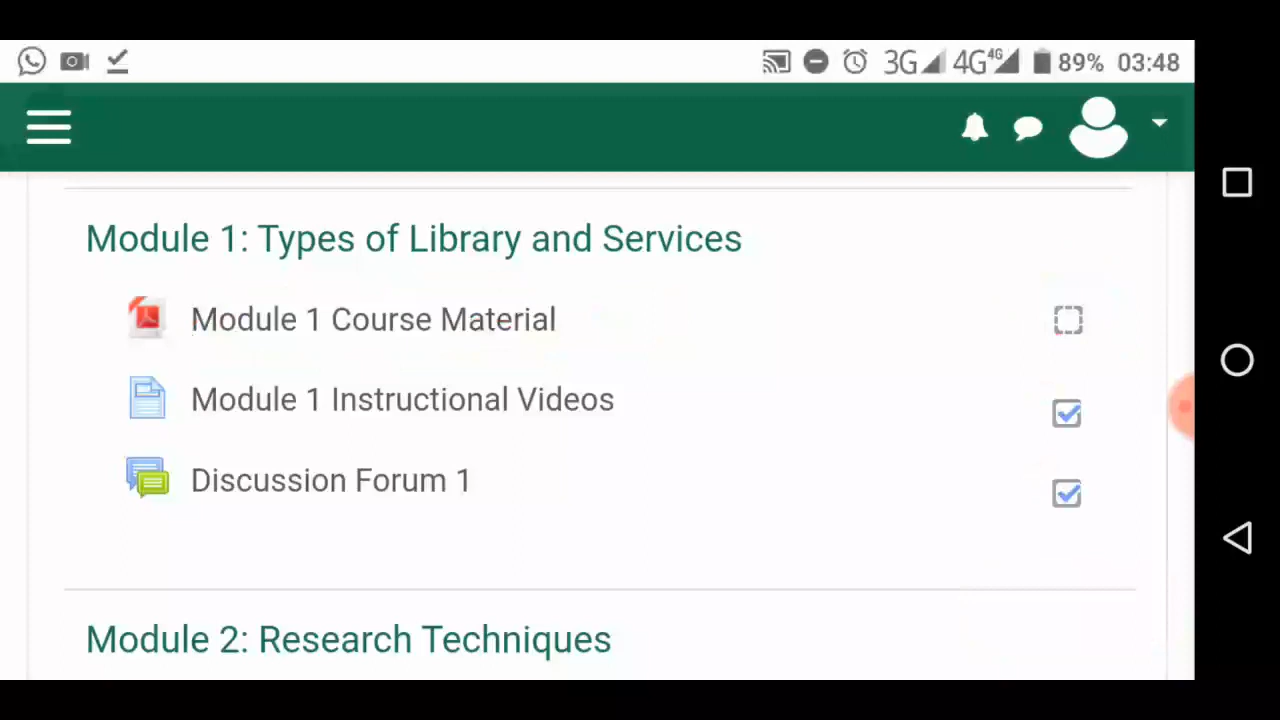 3G 4G 4G 89% 03:48
Module 1: Types of Library and Services
Module 1 Course Material
Module 1 Instructional Videos
Discussion Forum 1
Module 2: Research Techniques